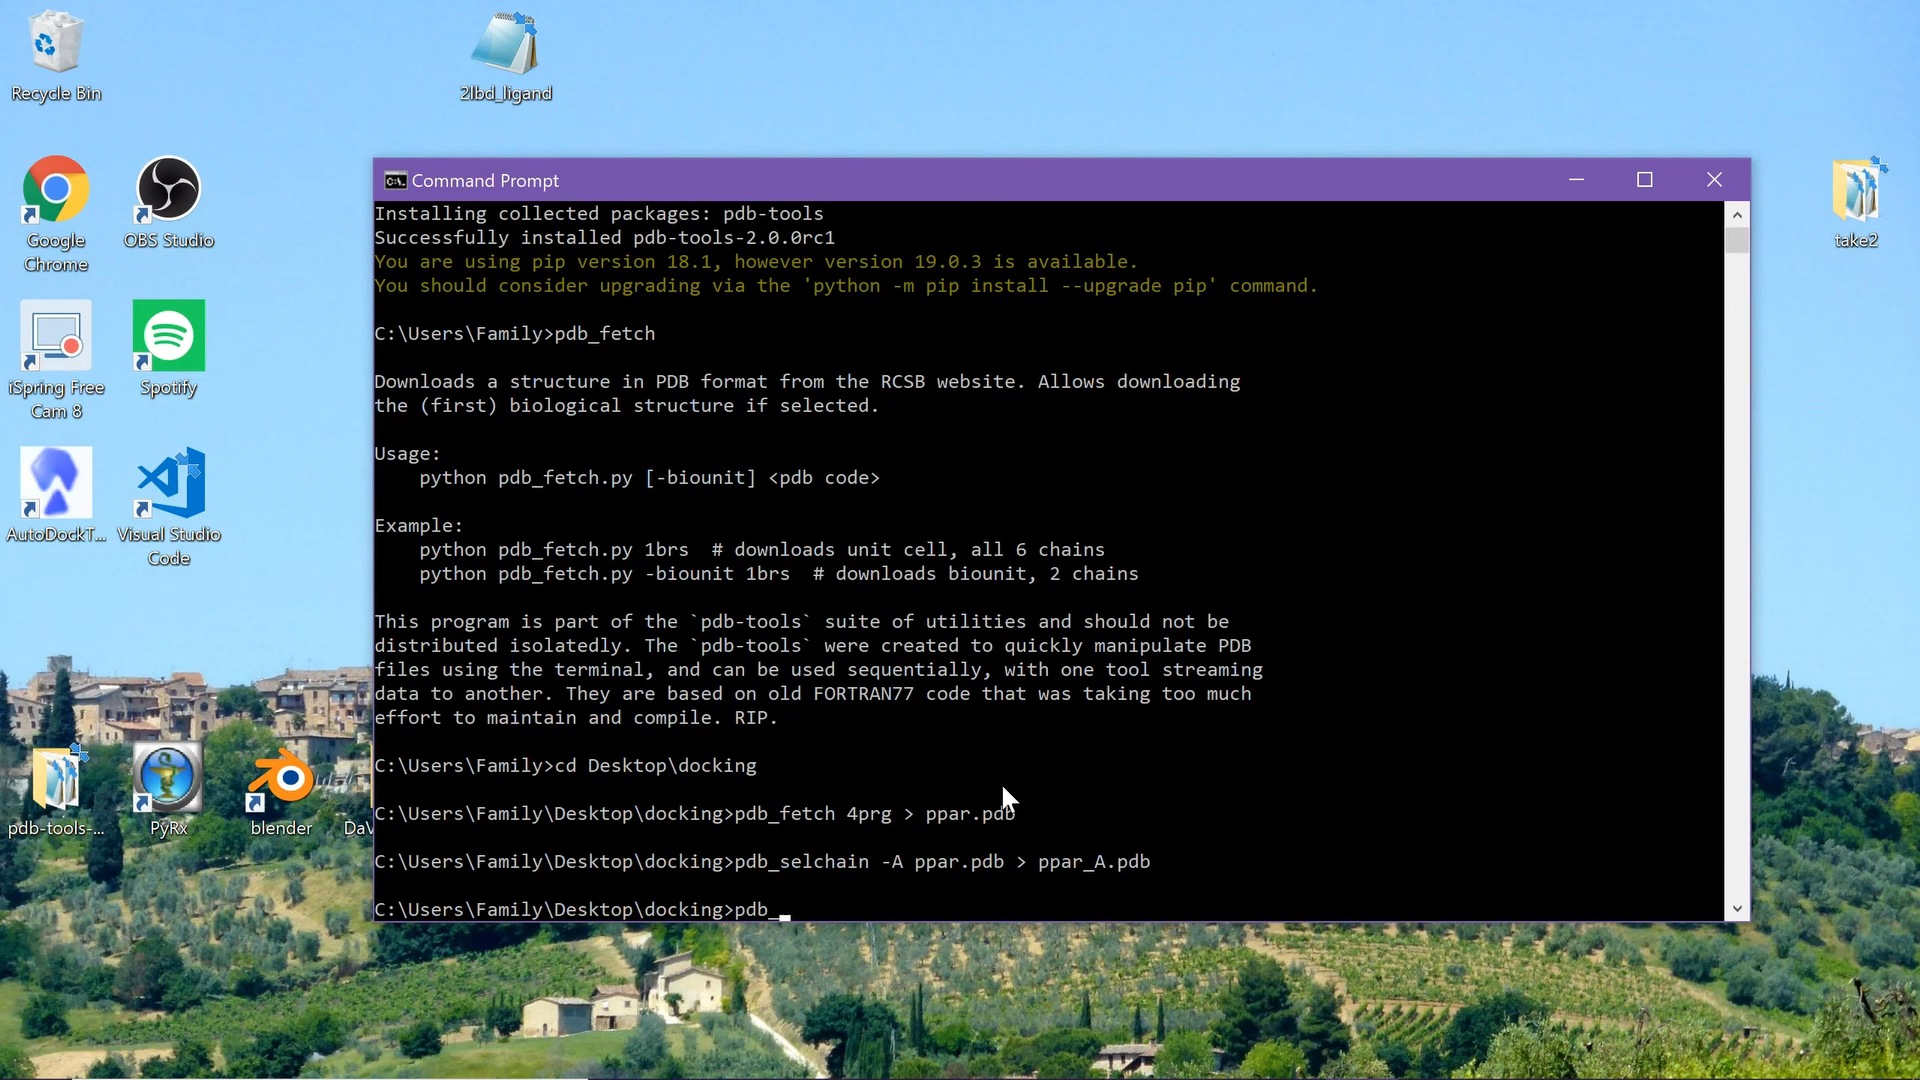 Recycle Bin
2lbd_ligand
Google
Chrome
OBS Studio
take2
iSpring Free
Cam 8
Spotify
AutoDockT...
Visual Studio
Code
pdb-tools-...
PyRx
blender
DaV
Command Prompt
Installing collected packages: pdb-tools
Successfully installed pdb-tools-2.0.0rc1
You are using pip version 18.1, however version 19.0.3 is available.
You should consider upgrading via the 'python -m pip install --upgrade pip' command.
C:\Users\Family>pdb_fetch
Downloads a structure in PDB format from the RCSB website. Allows downloading
the (first) biological structure if selected.
Usage:
python pdb_fetch.py [-biounit] <pdb code>
Example:
python pdb_fetch.py 1brs  # downloads unit cell, all 6 chains
python pdb_fetch.py -biounit 1brs  # downloads biounit, 2 chains
This program is part of the `pdb-tools` suite of utilities and should not be
distributed isolatedly. The `pdb-tools` were created to quickly manipulate PDB
files using the terminal, and can be used sequentially, with one tool streaming
data to another. They are based on old FORTRAN77 code that was taking too much
effort to maintain and compile. RIP.
C:\Users\Family>cd Desktop\docking
C:\Users\Family\Desktop\docking>pdb_fetch 4prg > ppar.pdb
C:\Users\Family\Desktop\docking>pdb_selchain -A ppar.pdb > ppar_A.pdb
C:\Users\Family\Desktop\docking>pdb_